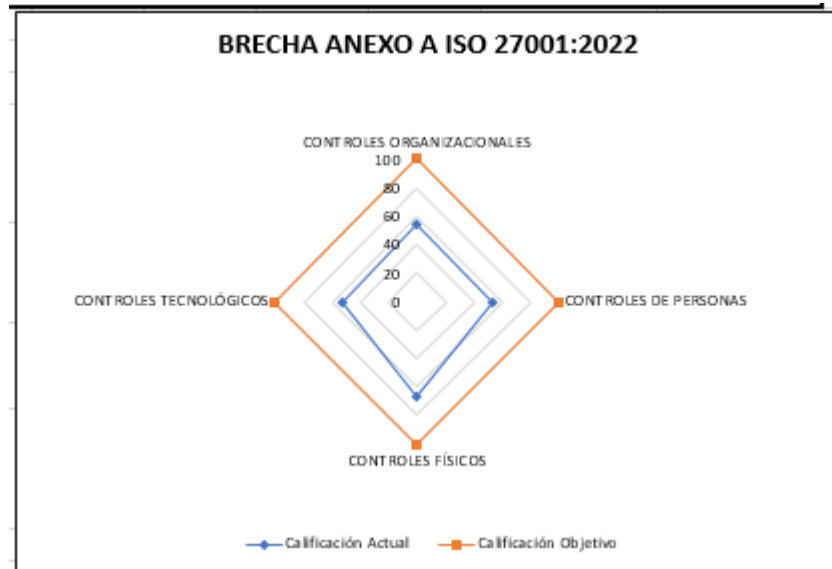 BRECHA ANEXO A ISO 27001:2022
CONTROLES ORGANIZACIONALES
100
80
60
40
20
0
CONTROLES TECNOLÓGICOS
CONTROLES DE PERSONAS
CONTROLES FÍSICOS
Calificación Actual
Calificación Objetivo